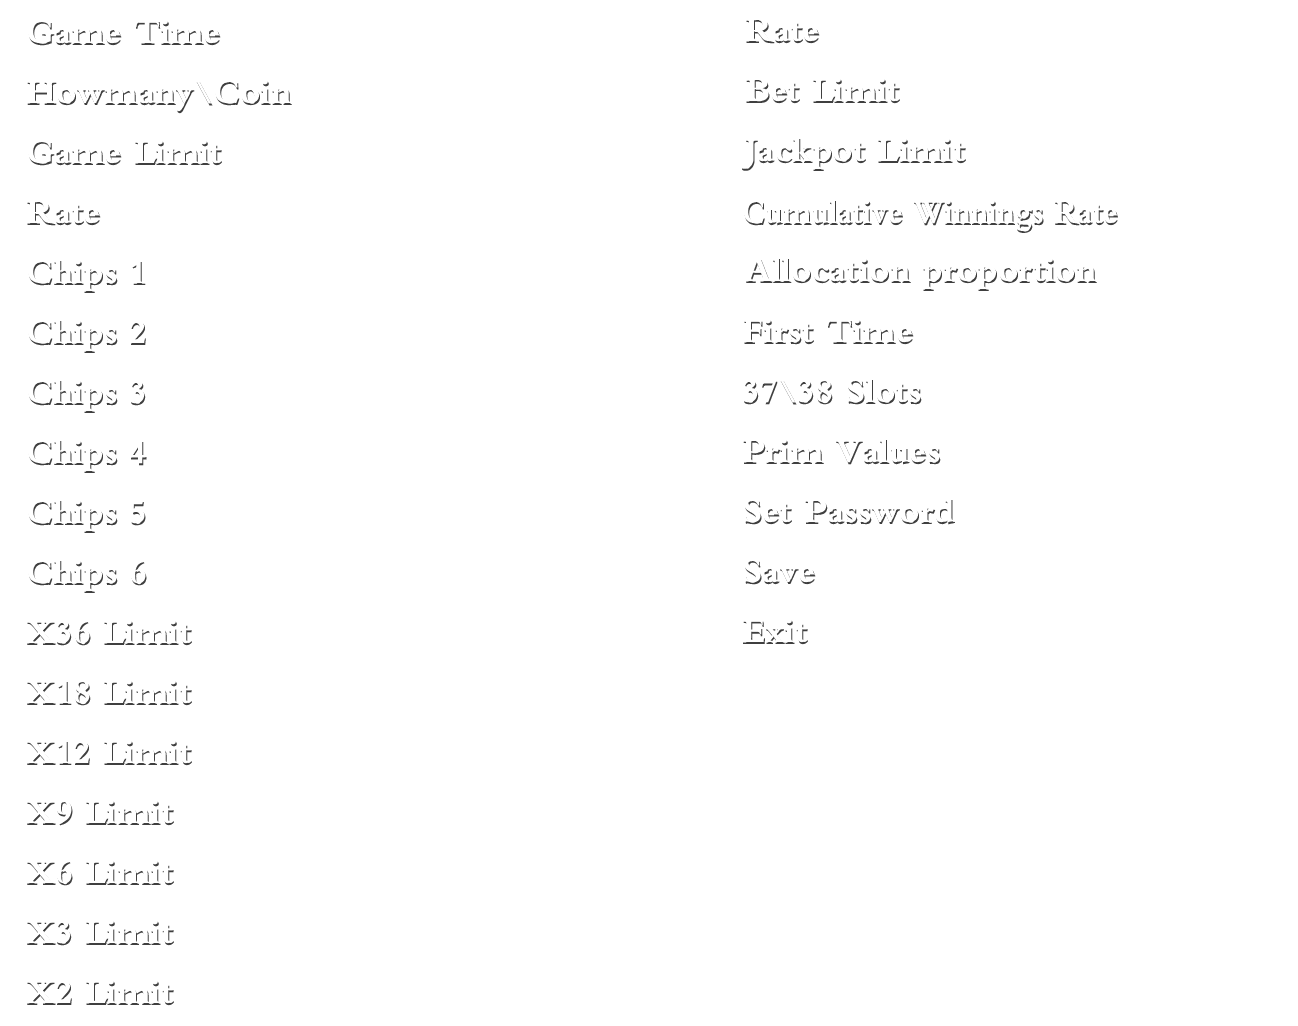 Game Time
Howmany\Coin
Game Limit
Rate
Chips 1
Chips 2
Chips 3
Chips 4
Chips 5
Chips 6
X36 Limit
X18 Limit
X12 Limit
X9 Limit
X6 Limit
X3 Limit
X2 Limit
Rate
Bet Limit
Jackpot Limit
Cumulative Winnings Rate
Allocation proportion
First Time
37\38 Slots
Prim Values
Set Password
Save
Exit